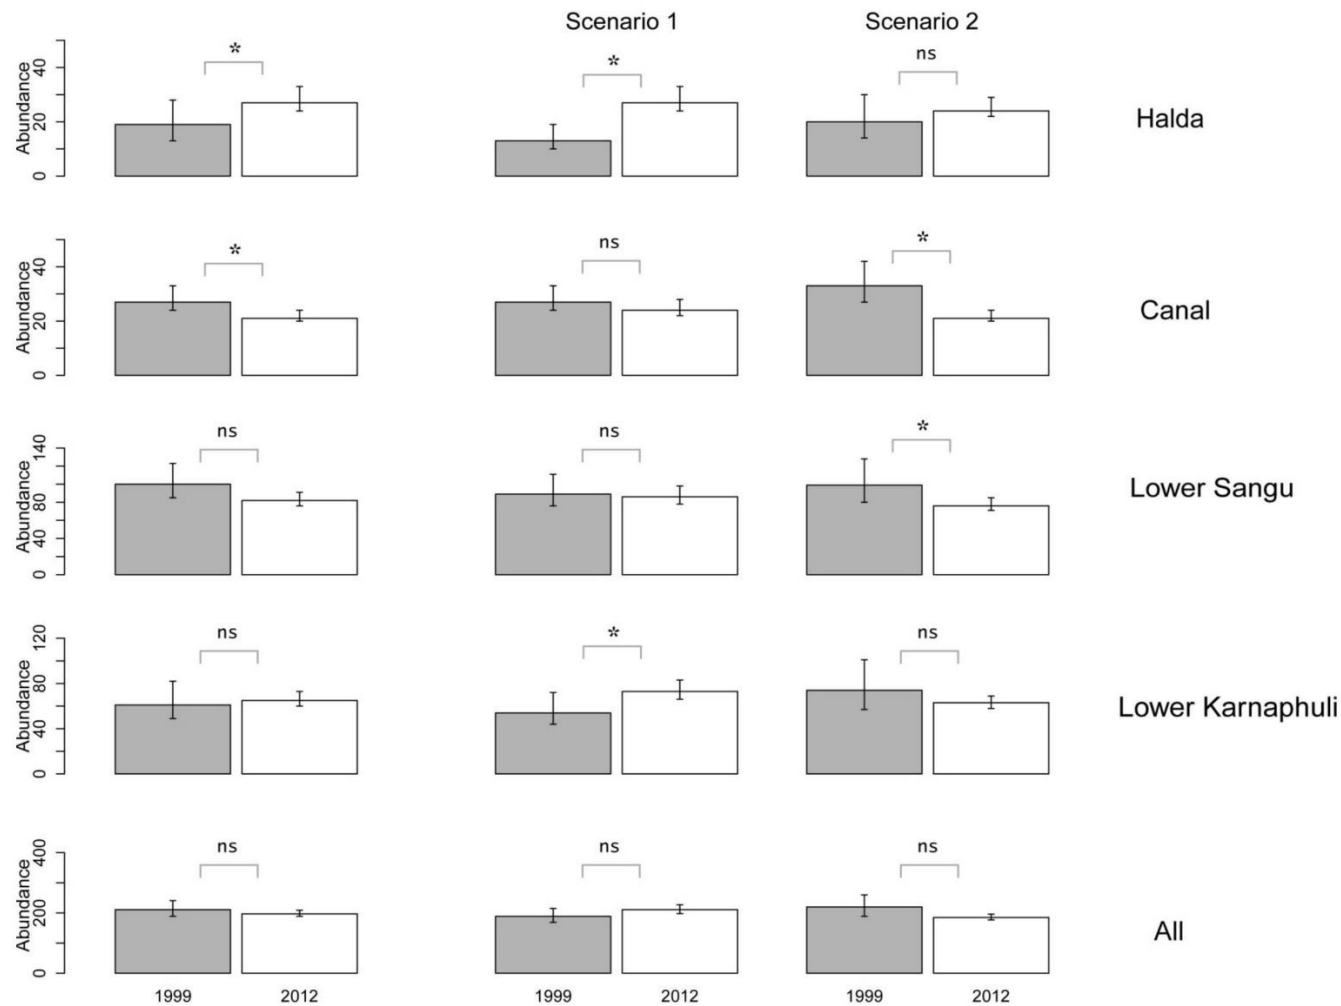 Scenario 1 Scenario 2
* * ns
Abundance 0 20 40 Halda
* ns *
Abundance 0 20 40 Canal
ns ns *
Abundance 0 40 80 140 Lower Sangu
ns * ns
Abundance 0 40 80 120 Lower Karnaphuli
ns ns ns
Abundance 0 200 400 All
1999 2012 1999 2012 1999 2012